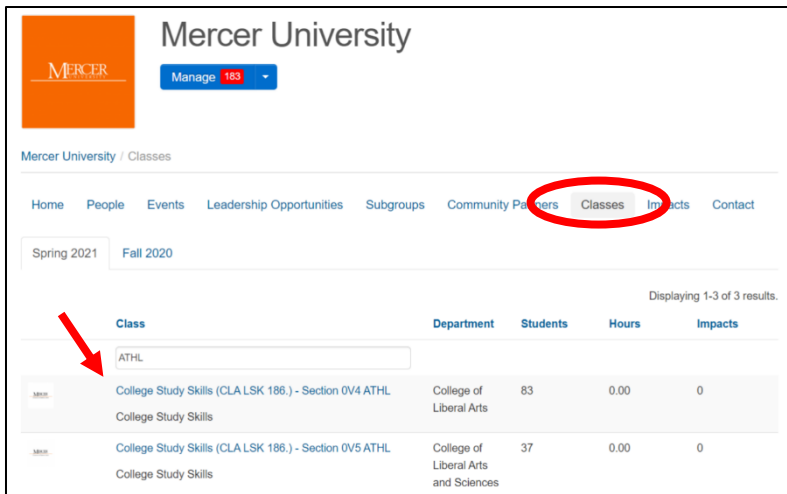 Mercer University
MERCER
UNIVERSITY
Manage 183
Mercer University / Classes
Home People Events Leadership Opportunities Subgroups Community Partners Classes Impacts Contact
Spring 2021 Fall 2020
Displaying 1-3 of 3 results.
Class Department Students Hours Impacts
ATHL
MERCER
College Study Skills (CLA LSK 186.) - Section 0V4 ATHL College of 83 0.00 0
Liberal Arts
College Study Skills
MERCER
College Study Skills (CLA LSK 186.) - Section 0V5 ATHL College of 37 0.00 0
Liberal Arts
College Study Skills
and Sciences